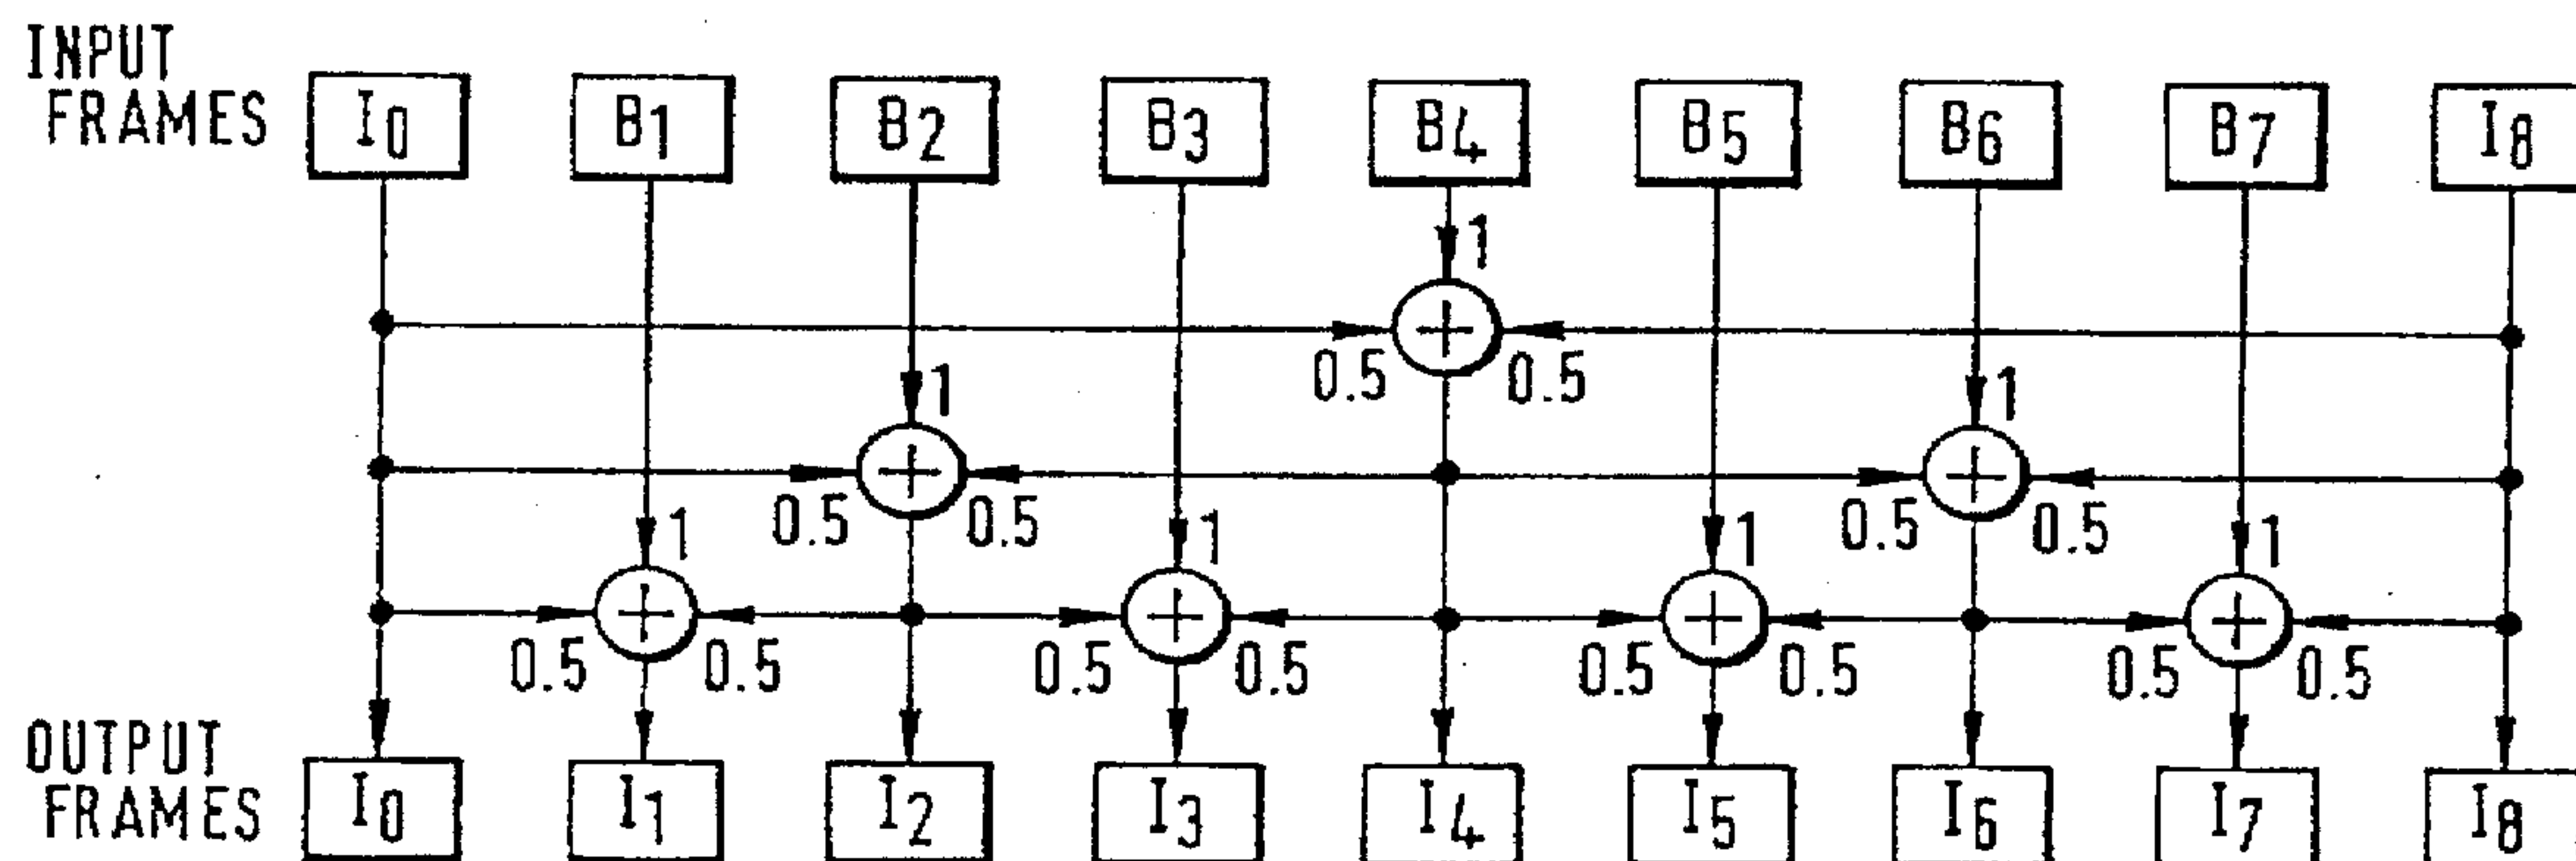 INPUT
FRAMES
I0 B1 B2 B3 B4 B5 B6 B7 I8
1
0.5 0.5
1 1
0.5 0.5 0.5 0.5
1 1 1 1
0.5 0.5 0.5 0.5 0.5 0.5 0.5 0.5
OUTPUT
FRAMES
I0 I1 I2 I3 I4 I5 I6 I7 I8